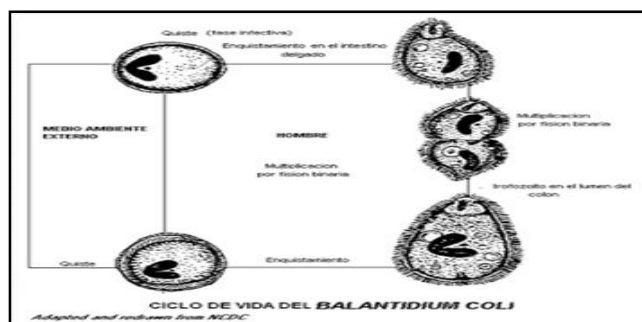 Quiste (fase infectiva)
Enquistamiento en el intestino
delgado
MEDIO AMBIENTE
EXTERNO
HOMBRE
Multiplicacion
por fision binaria
Multiplicacion
por fision binaria
trofozoito en el lumen del
colon
Quiste
Enquistamiento
CICLO DE VIDA DEL BALANTIDIUM COLI
Adapted and redrawn from NCDC